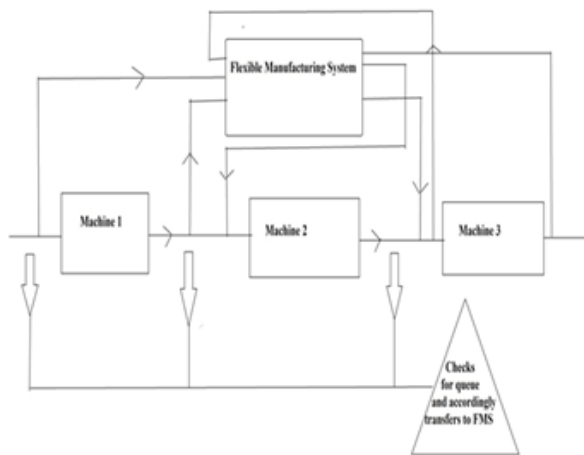 Flexible Manufacturing System
Machine 1
Machine 2
Machine 3
Checks
for queue
and accordingly
transfers to FMS